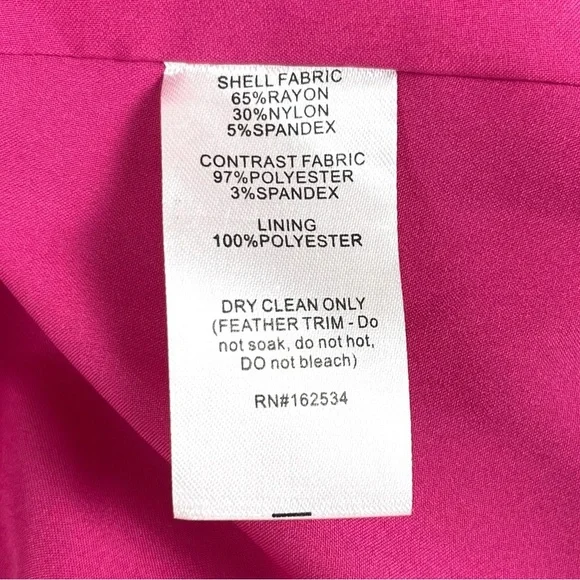 SHELL FABRIC
65%RAYON
30%NYLON
5%SPANDEX
CONTRAST FABRIC
97%POLYESTER
3%SPANDEX
LINING
100%POLYESTER
DRY CLEAN ONLY
(FEATHER TRIM - Do
not soak, do not hot,
DO not bleach)
RN#162534